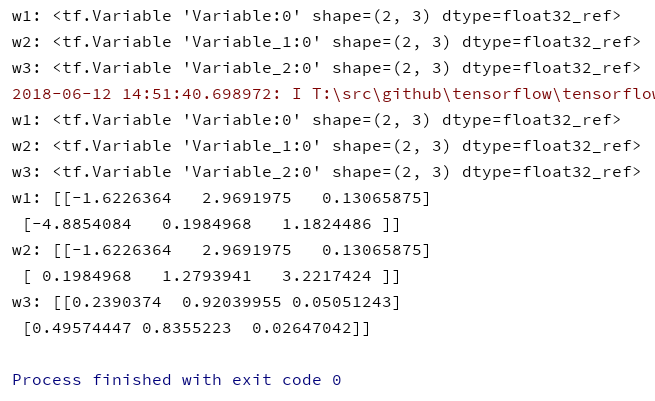 w1: <tf.Variable 'Variable:0' shape=(2, 3) dtype=float32_ref>
w2: <tf.Variable 'Variable_1:0' shape=(2, 3) dtype=float32_ref>
w3: <tf.Variable 'Variable_2:0' shape=(2, 3) dtype=float32_ref>
2018-06-12 14:51:40.698972: I T:\src\github\tensorflow\tensorflow
w1: <tf.Variable 'Variable:0' shape=(2, 3) dtype=float32_ref>
w2: <tf.Variable 'Variable_1:0' shape=(2, 3) dtype=float32_ref>
w3: <tf.Variable 'Variable_2:0' shape=(2, 3) dtype=float32_ref>
w1: [[-1.6226364   2.9691975   0.13065875]
 [-4.8854084   0.1984968   1.1824486 ]]
w2: [[-1.6226364   2.9691975   0.13065875]
 [ 0.1984968   1.2793941   3.2217424 ]]
w3: [[0.2390374  0.92039955 0.05051243]
 [0.49574447 0.8355223  0.02647042]]
Process finished with exit code 0